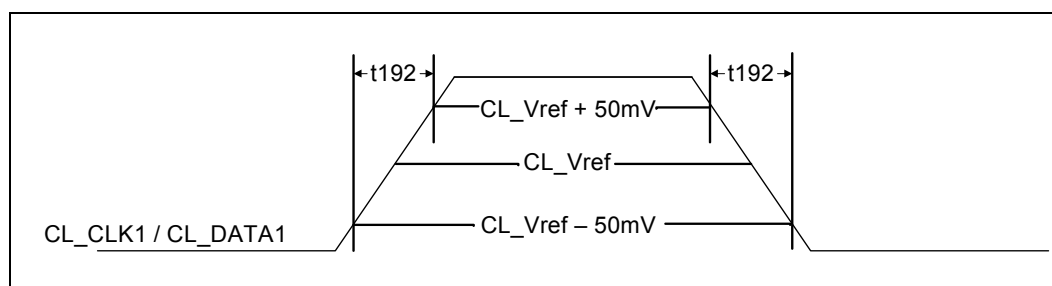 t192
t192
CL_Vref + 50mV
CL_Vref
CL_Vref – 50mV
CL_CLK1 / CL_DATA1